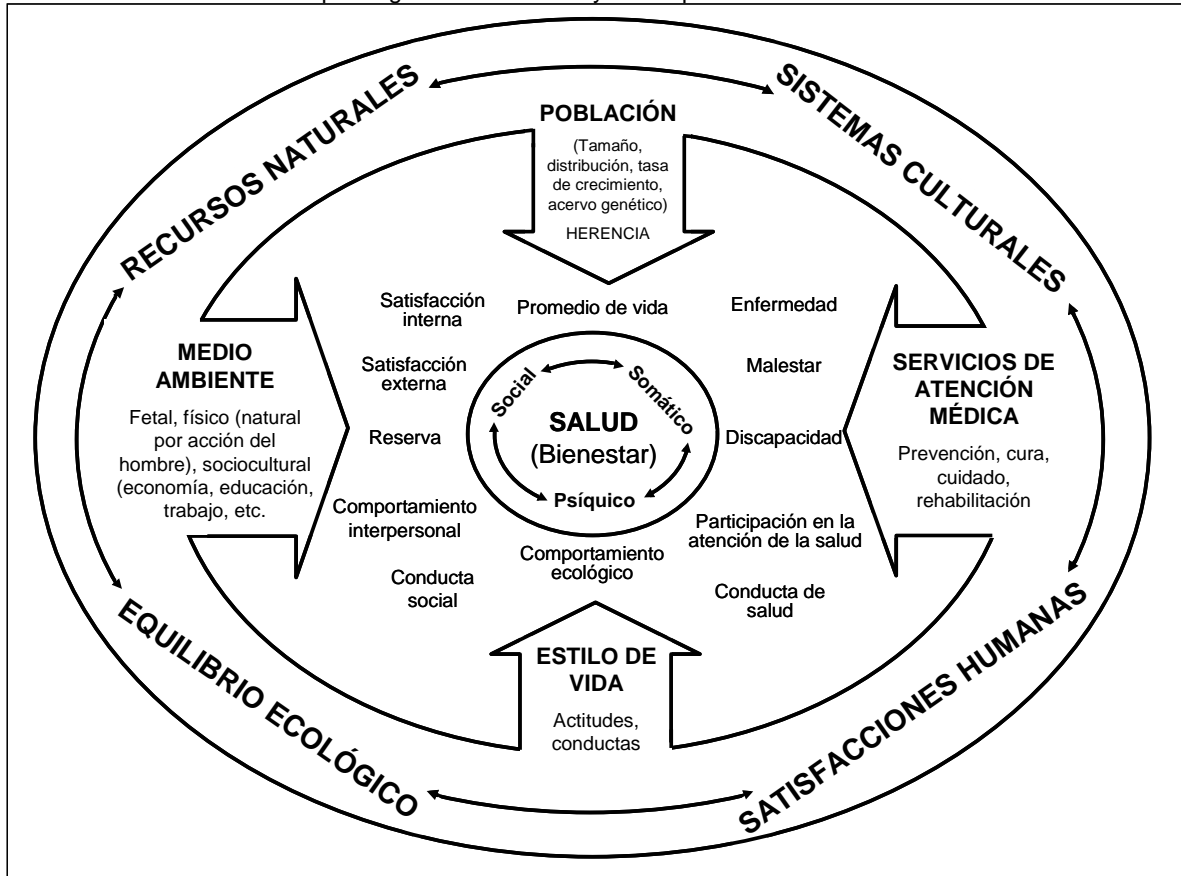 RECURSOS NATURALES
SISTEMAS CULTURALES
POBLACIÓN
(Tamaño,
distribución, tasa
de crecimiento,
acervo genético)
HERENCIA
Satisfacción
interna
Promedio de vida
Enfermedad
MEDIO
AMBIENTE
Fetal, físico (natural
por acción del
hombre), sociocultural
(economía, educación,
trabajo, etc.
Satisfacción
externa
Reserva
Comportamiento
interpersonal
Conducta
social
Social
Somático
SALUD
(Bienestar)
Psíquico
Comportamiento
ecológico
Malestar
Discapacidad
Participación en la
atención de la salud
Conducta de
salud
SERVICIOS DE
ATENCIÓN
MÉDICA
Prevención, cura,
cuidado,
rehabilitación
ESTILO DE
VIDA
Actitudes,
conductas
EQUILIBRIO ECOLÓGICO
SATISFACCIONES HUMANAS